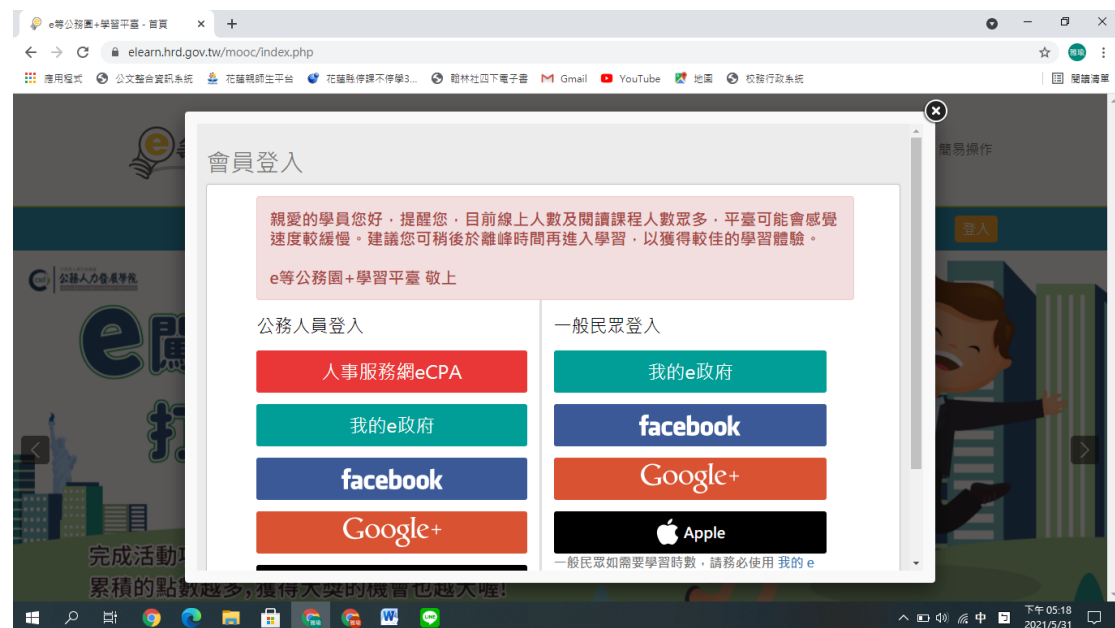 e等公務園+學習平臺 - 首頁
elearn.hrd.gov.tw/mooc/index.php
雅瑜
應用程式
公文整合資訊系統
花蓮親師生平台
花蓮縣停課不停學3...
翰林社四下電子書
Gmail
YouTube
地圖
校務行政系統
閱讀清單
簡易操作
登入
公務人力發展學院
會員登入
親愛的學員您好，提醒您，目前線上人數及閱讀課程人數眾多，平臺可能會感覺
速度較緩慢。建議您可稍後於離峰時間再進入學習，以獲得較佳的學習體驗。
e等公務園+學習平臺 敬上
公務人員登入
人事服務網eCPA
我的e政府
facebook
Google+
一般民眾登入
我的e政府
facebook
Google+
Apple
一般民眾如需要學習時數，請務必使用 我的 e
e闖
打
完成活動
累積的點數越多,獲得大獎的機會也越大喔!
中
下午 05:18
2021/5/31